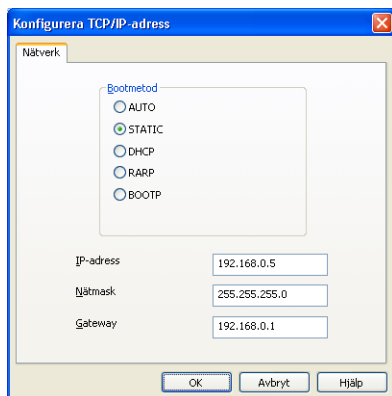 Konfigurera TCP/IP-adress
Nätverk
Bootmetod
AUTO
STATIC
DHCP
RARP
BOOTP
IP-adress 192.168.0.5
Nätmask 255.255.255.0
Gateway 192.168.0.1
OK Avbryt Hjälp